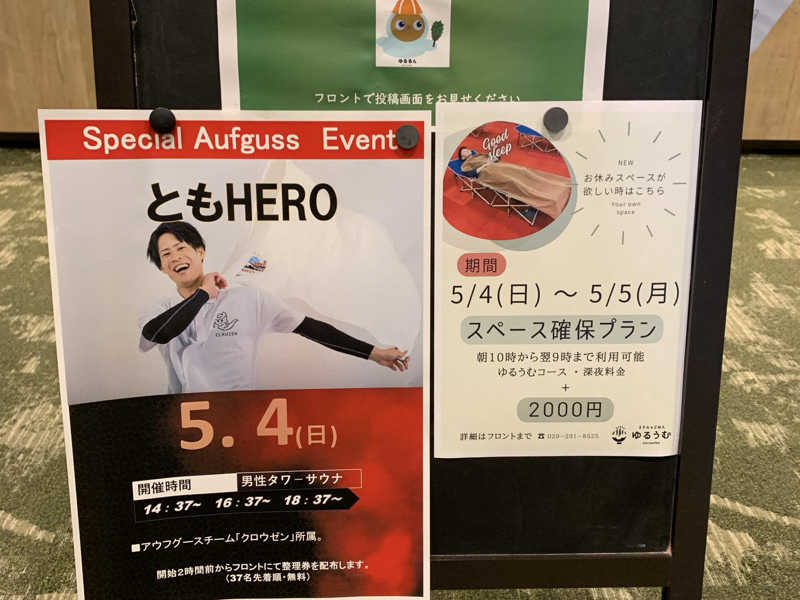 ゆるるん
フロントで投稿画面をお見せください
Special Aufguss Event
ともHERO
CLAUZEN
5. 4(日)
開催時間 男性タワーサウナ
14：37~ 16：37~ 18：37~
■アウフグースチーム「クロウゼン」所属。
開始2時間前からフロントにて整理券を配布します。
（37名先着順・無料）
Good
Sleep
NEW
お休みスペースが
欲しい時はこちら
Your own
space
期間
5/4(日) ～ 5/5(月)
スペース確保プラン
朝10時から翌9時まで利用可能
ゆるうむコース ・深夜料金
+
2000円
詳細はフロントまで ☎ 029-291-8525
ゆるうむ